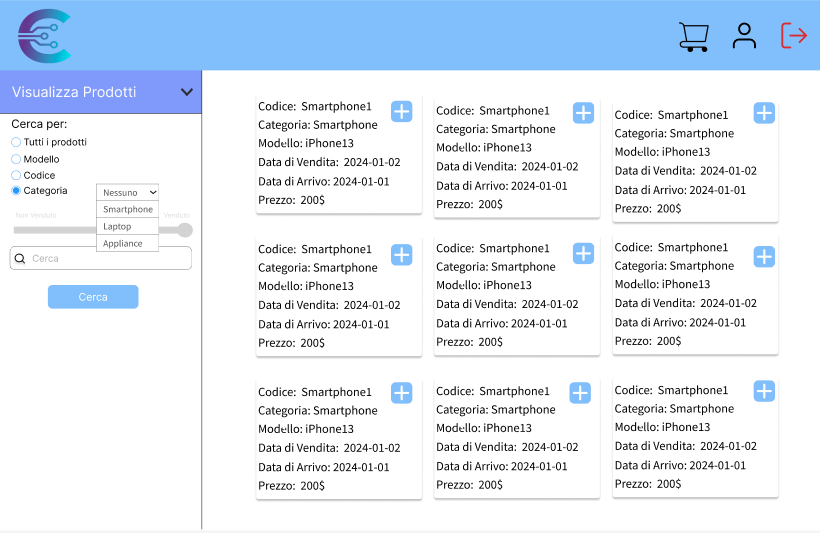 Visualizza Prodotti
Cerca per:
Tutti i prodotti
Modello
Codice
Categoria
Nessuno
Smartphone
Laptop
Appliance
Non Venduto
Venduto
Cerca
Cerca
Codice: Smartphone1
Categoria: Smartphone
Modello: iPhone13
Data di Vendita: 2024-01-02
Data di Arrivo: 2024-01-01
Prezzo: 200$
Codice: Smartphone1
Categoria: Smartphone
Modello: iPhone13
Data di Vendita: 2024-01-02
Data di Arrivo: 2024-01-01
Prezzo: 200$
Codice: Smartphone1
Categoria: Smartphone
Modello: iPhone13
Data di Vendita: 2024-01-02
Data di Arrivo: 2024-01-01
Prezzo: 200$
Codice: Smartphone1
Categoria: Smartphone
Modello: iPhone13
Data di Vendita: 2024-01-02
Data di Arrivo: 2024-01-01
Prezzo: 200$
Codice: Smartphone1
Categoria: Smartphone
Modello: iPhone13
Data di Vendita: 2024-01-02
Data di Arrivo: 2024-01-01
Prezzo: 200$
Codice: Smartphone1
Categoria: Smartphone
Modello: iPhone13
Data di Vendita: 2024-01-02
Data di Arrivo: 2024-01-01
Prezzo: 200$
Codice: Smartphone1
Categoria: Smartphone
Modello: iPhone13
Data di Vendita: 2024-01-02
Data di Arrivo: 2024-01-01
Prezzo: 200$
Codice: Smartphone1
Categoria: Smartphone
Modello: iPhone13
Data di Vendita: 2024-01-02
Data di Arrivo: 2024-01-01
Prezzo: 200$
Codice: Smartphone1
Categoria: Smartphone
Modello: iPhone13
Data di Vendita: 2024-01-02
Data di Arrivo: 2024-01-01
Prezzo: 200$